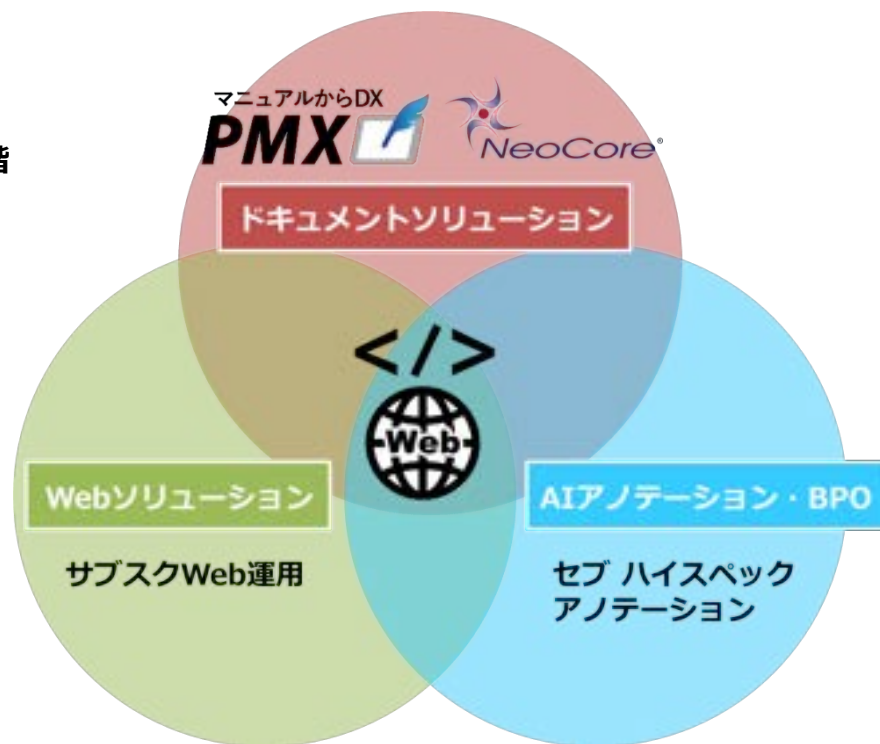 マニュアルからDX
PMX
NeoCore®
階
ドキュメントソリューション
</>
Web
Webソリューション
AIアノテーション・BPO
サブスクWeb運用
セブ ハイスペック
アノテーション